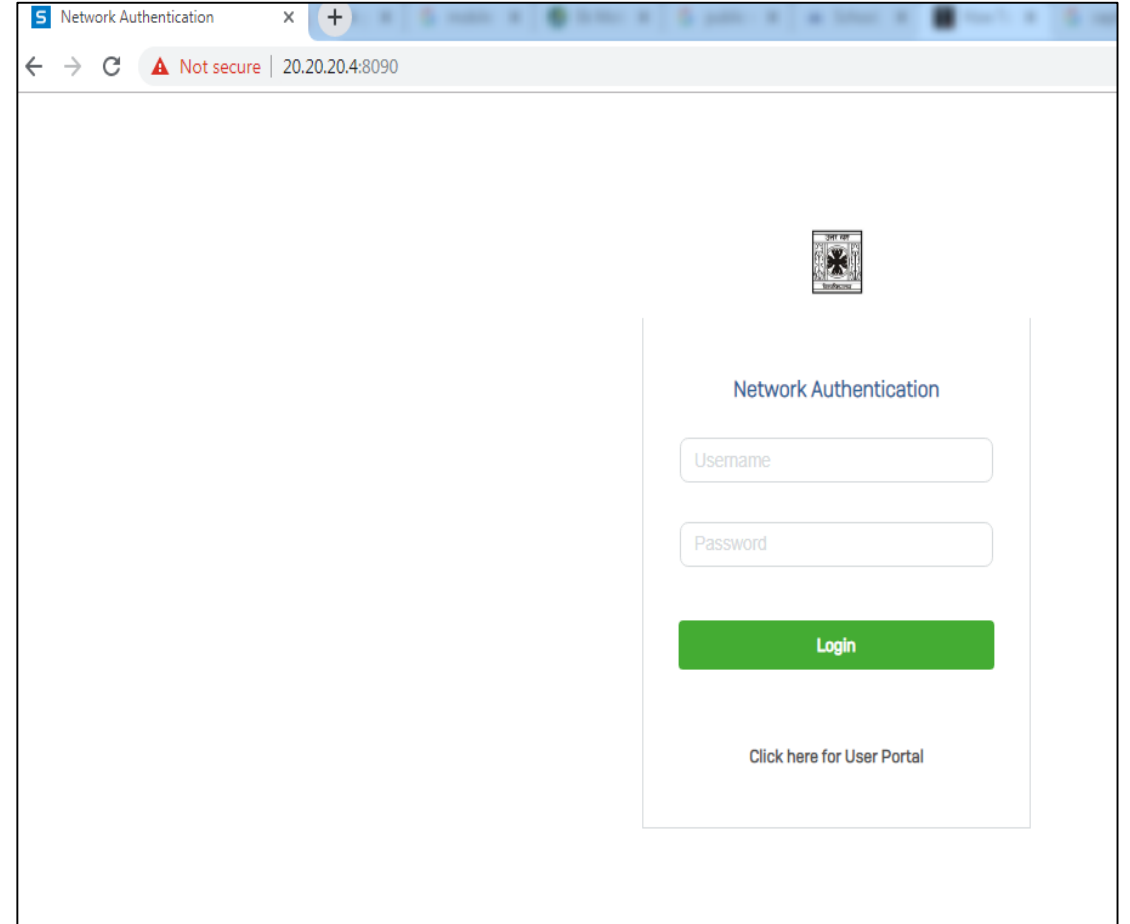 Network Authentication
Not secure 20.20.20.4:8090
Network Authentication
Username
Password
Login
Click here for User Portal